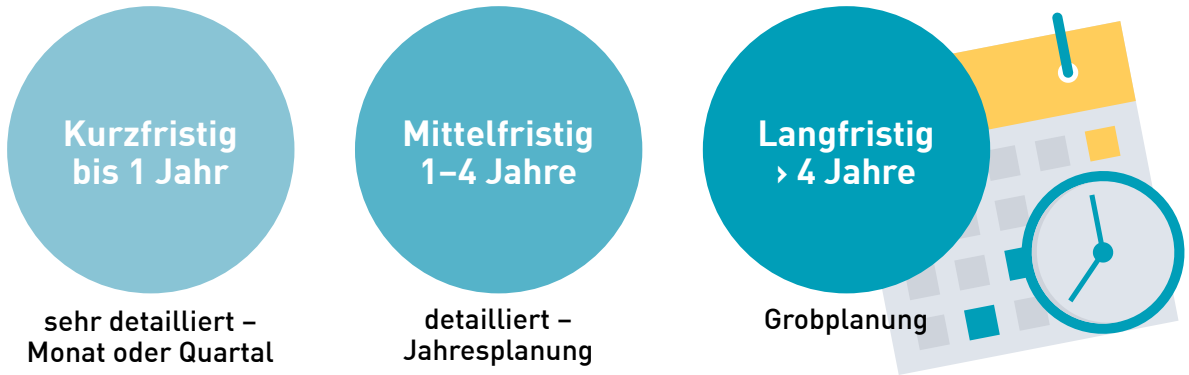 Kurzfristig
bis 1 Jahr
Mittelfristig
1–4 Jahre
Langfristig
› 4 Jahre
sehr detailliert –
Monat oder Quartal
detailliert –
Jahresplanung
Grobplanung